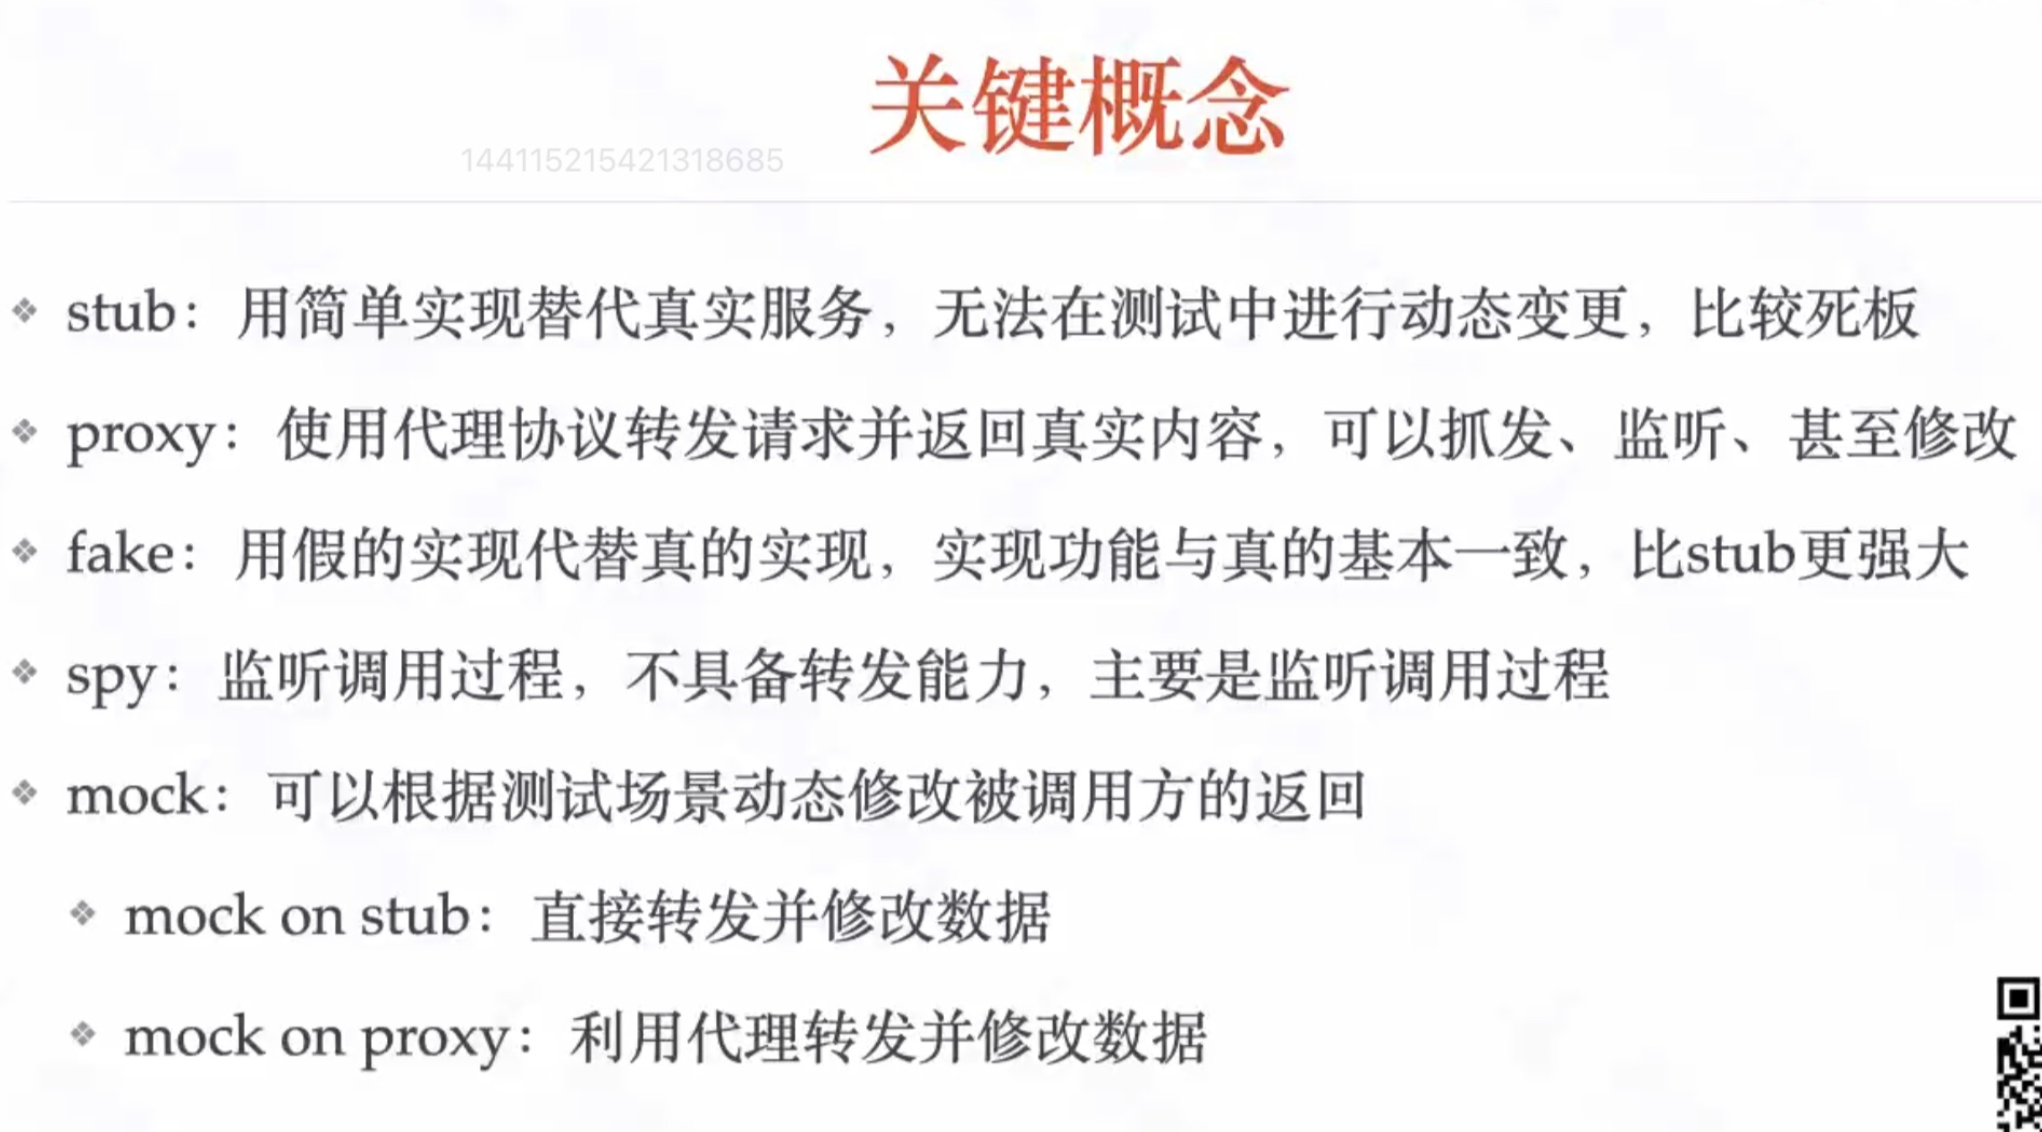 关键概念
144115215421318685
stub：用简单实现替代真实服务，无法在测试中进行动态变更，比较死板
proxy：使用代理协议转发请求并返回真实内容，可以抓发、监听、甚至修改
fake：用假的实现代替真的实现，实现功能与真的基本一致，比stub更强大
spy：监听调用过程，不具备转发能力，主要是监听调用过程
mock：可以根据测试场景动态修改被调用方的返回
mock on stub：直接转发并修改数据
mock on proxy：利用代理转发并修改数据